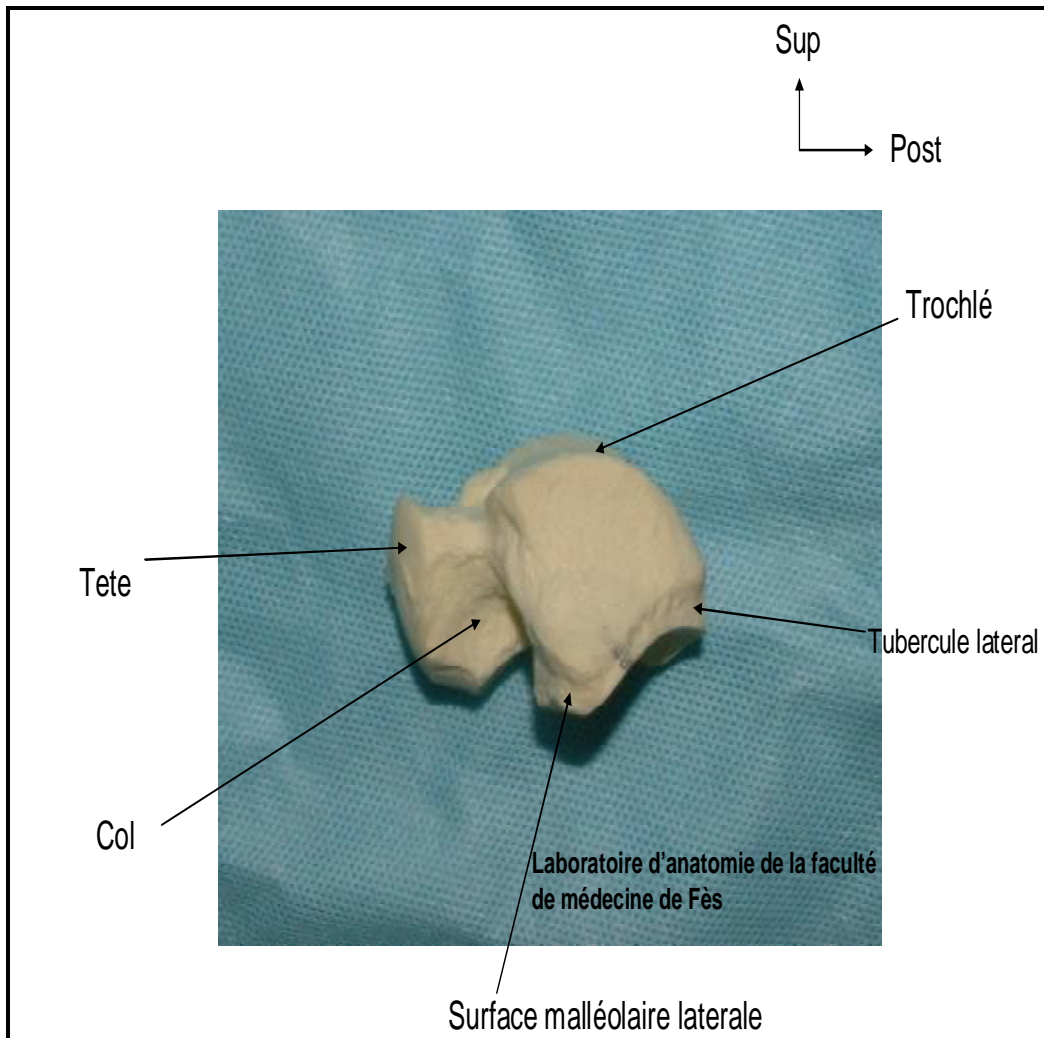 Sup
Post
Trochlé
Tete
Tubercule lateral
Col
Laboratoire d'anatomie de la faculté
de médecine de Fès
Surface malléolaire laterale